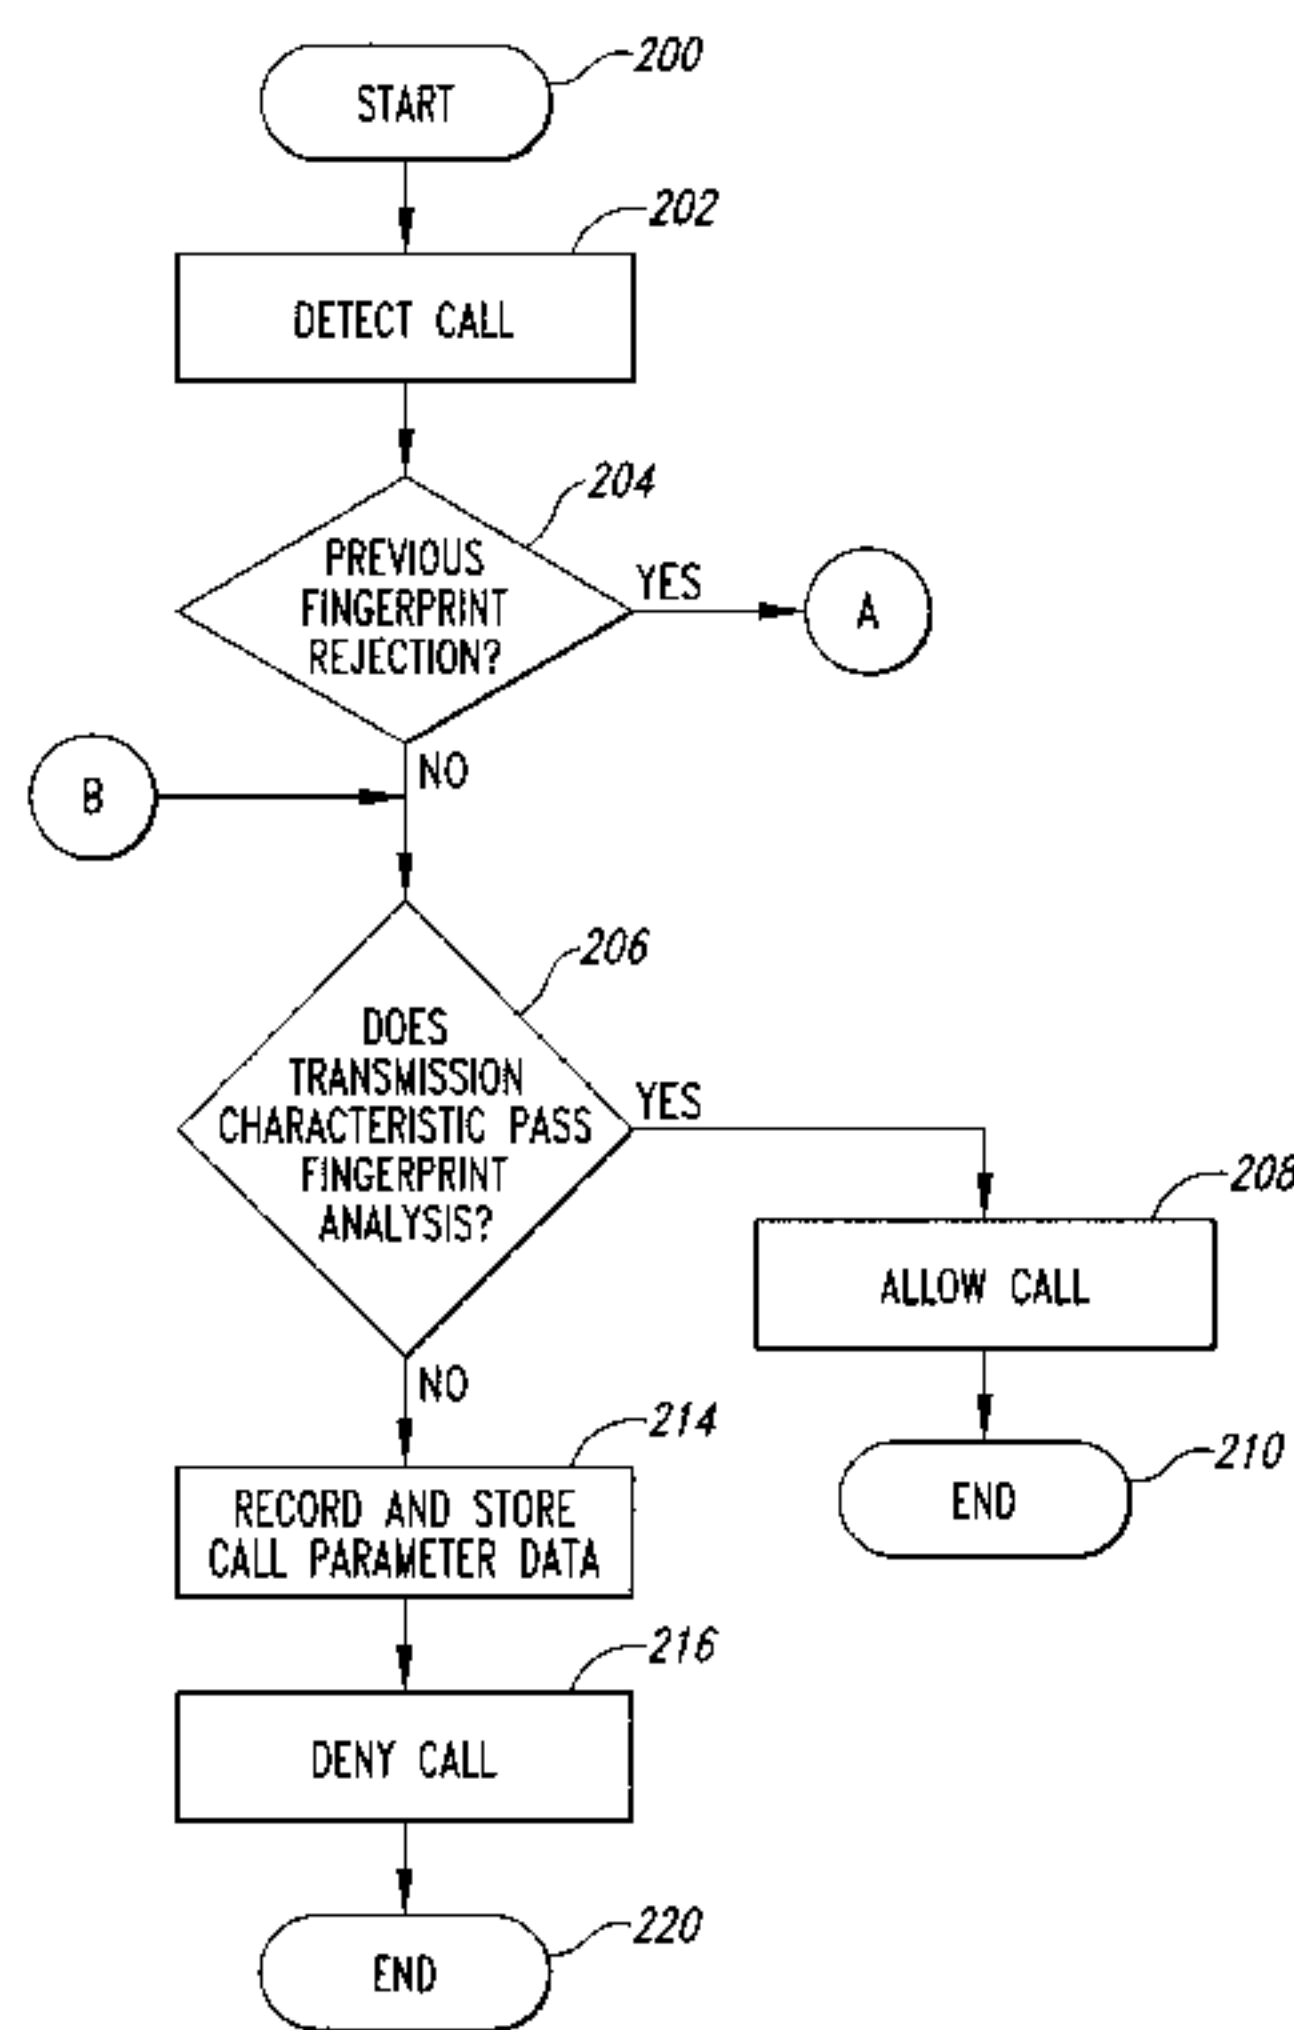 200
START
202
DETECT CALL
204
PREVIOUS
FINGERPRINT
REJECTION?
YES
A
NO
B
206
DOES
TRANSMISSION
CHARACTERISTIC PASS
FINGERPRINT
ANALYSIS?
YES
208
ALLOW CALL
NO
214
RECORD AND STORE
CALL PARAMETER DATA
210
END
216
DENY CALL
220
END